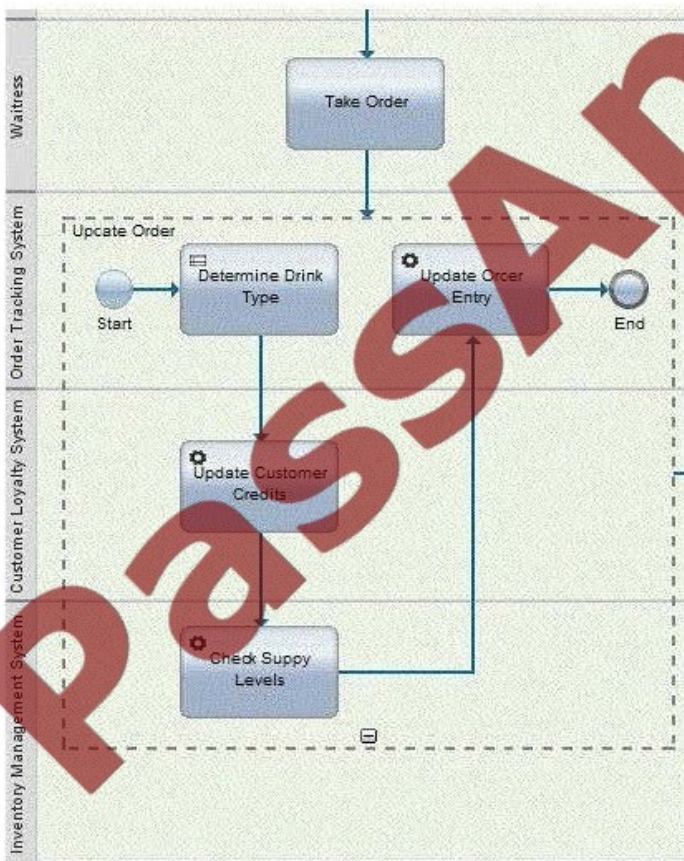 Waitress
Take Order
Order Tracking System
Upcate Order
Determine Drink
Type
Update Orcer
Entry
Start
End
Customer Loyalty System
Update Customer
Credits
Inventory Management System
Check Suppy
Levels
PassAn